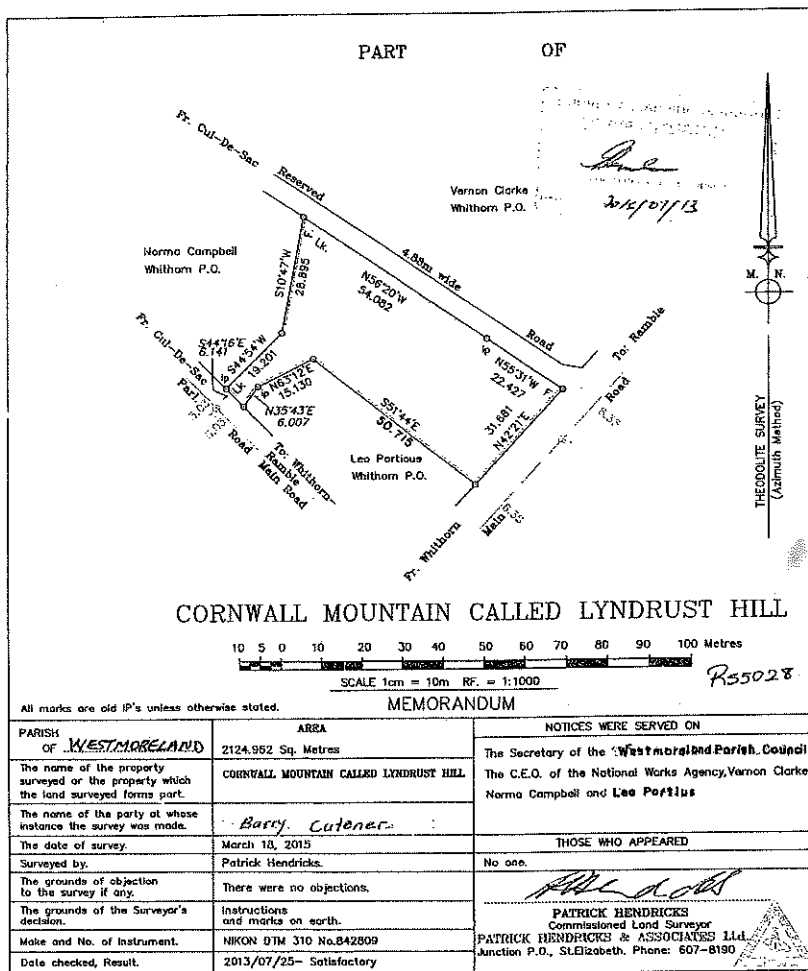 PART OF
Fr. Cul-De-Sac
Reserved
4.88m wide
Road
Vernon Clarke
Whithorn P.O.
Norma Campbell
Whithorn P.O.
Lk.
N56°20'W
54.082
N55°31'W
22.427
To: Ramble
S10°47'W
28.895
S44°16'E
6.141
S44°54'W
19.201
Lk
ip
Fr. Cul-De-Sac
Road
Main Road
N63°12'E
15.130
N35°43'E
6.007
To: Whithorn
Ramble
S51°44'E
50.715
Leo Portious
Whithorn P.O.
31.681
N42°21'E
Road
Main
Fr. Whithorn
M. N.
THEODOLITE SURVEY
(Azimuth Method)
CORNWALL MOUNTAIN CALLED LYNDRUST HILL
10 5 0 10 20 30 40 50 60 70 80 90 100 Metres
SCALE 1cm = 10m RF. = 1:1000
R55028
All marks are old IP's unless otherwise stated.
MEMORANDUM
PARISH
OF WESTMORELAND
AREA
2124.952 Sq. Metres
The name of the property
surveyed or the property which
the land surveyed forms part.
CORNWALL MOUNTAIN CALLED LYNDRUST HILL
The name of the party at whose
instance the survey was made.
Barry
The date of survey.
March 18, 2015
Surveyed by.
Patrick Hendricks.
The grounds of objection
to the survey if any.
There were no objections.
The grounds of the Surveyor's
decision.
Instructions
and marks on earth.
Make and No. of Instrument.
NIKON DTM 310 No.842809
Date checked, Result.
2013/07/25- Satisfactory
NOTICES WERE SERVED ON
The Secretary of the Westmoreland Parish Council
The C.E.O. of the National Works Agency, Vernon Clarke
Norma Campbell and Leo Portius
THOSE WHO APPEARED
No one.
PATRICK HENDRICKS
Commissioned Land Surveyor
PATRICK HENDRICKS & ASSOCIATES Ltd.
Junction P.O., St.Elizabeth. Phone: 607-8190